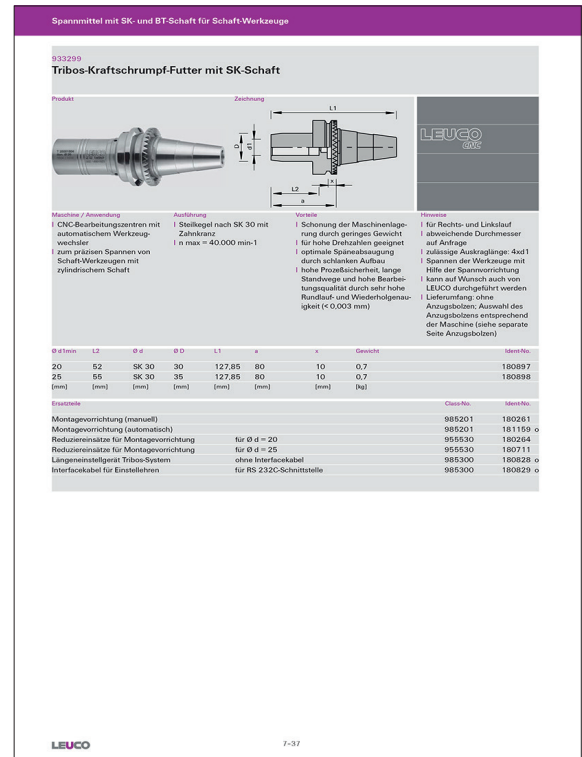 Spannmittel mit SK- und BT-Schaft für Schaft-Werkzeuge
933299
Tribos-Kraftschrumpf-Futter mit SK-Schaft
Produkt
Zeichnung
L1
D
d1
x
L2
a
LEUCO
CNC
Maschine / Anwendung
CNC-Bearbeitungszentren mit
automatischem Werkzeug-
wechsler
zum präzisen Spannen von
Schaft-Werkzeugen mit
zylindrischem Schaft
Ausführung
Steilkegel nach SK 30 mit
Zahnkranz
n max = 40.000 min-1
Vorteile
Schonung der Maschinenlage-
rung durch geringes Gewicht
für hohe Drehzahlen geeignet
optimale Späneabsaugung
durch schlanken Aufbau
hohe Prozeßsicherheit, lange
Standwege und hohe Bearbei-
tungsqualität durch sehr hohe
Rundlauf- und Wiederholgenau-
igkeit (< 0,003 mm)
Hinweise
für Rechts- und Linkslauf
abweichende Durchmesser
auf Anfrage
zulässige Auskraglänge: 4xd1
Spannen der Werkzeuge mit
Hilfe der Spannvorrichtung
kann auf Wunsch auch von
LEUCO durchgeführt werden
Lieferumfang: ohne
Anzugsbolzen; Auswahl des
Anzugsbolzens entsprechend
der Maschine (siehe separate
Seite Anzugsbolzen)
Ø d1min L2 Ø d Ø D L1 a x Gewicht Ident-No.
20 52 SK 30 30 127,85 80 10 0,7 180897
25 55 SK 30 35 127,85 80 10 0,7 180898
[mm] [mm] [mm] [mm] [mm] [mm] [mm] [kg]
Ersatzteile Class-No. Ident-No.
Montagevorrichtung (manuell) 985201 180261
Montagevorrichtung (automatisch) 985201 181159 o
Reduziereinsätze für Montagevorrichtung für Ø d = 20 955530 180264
Reduziereinsätze für Montagevorrichtung für Ø d = 25 955530 180711
Längeneinstellgerät Tribos-System ohne Interfacekabel 985300 180828 o
Interfacekabel für Einstellehren für RS 232C-Schnittstelle 985300 180829 o
LEUCO
7–37